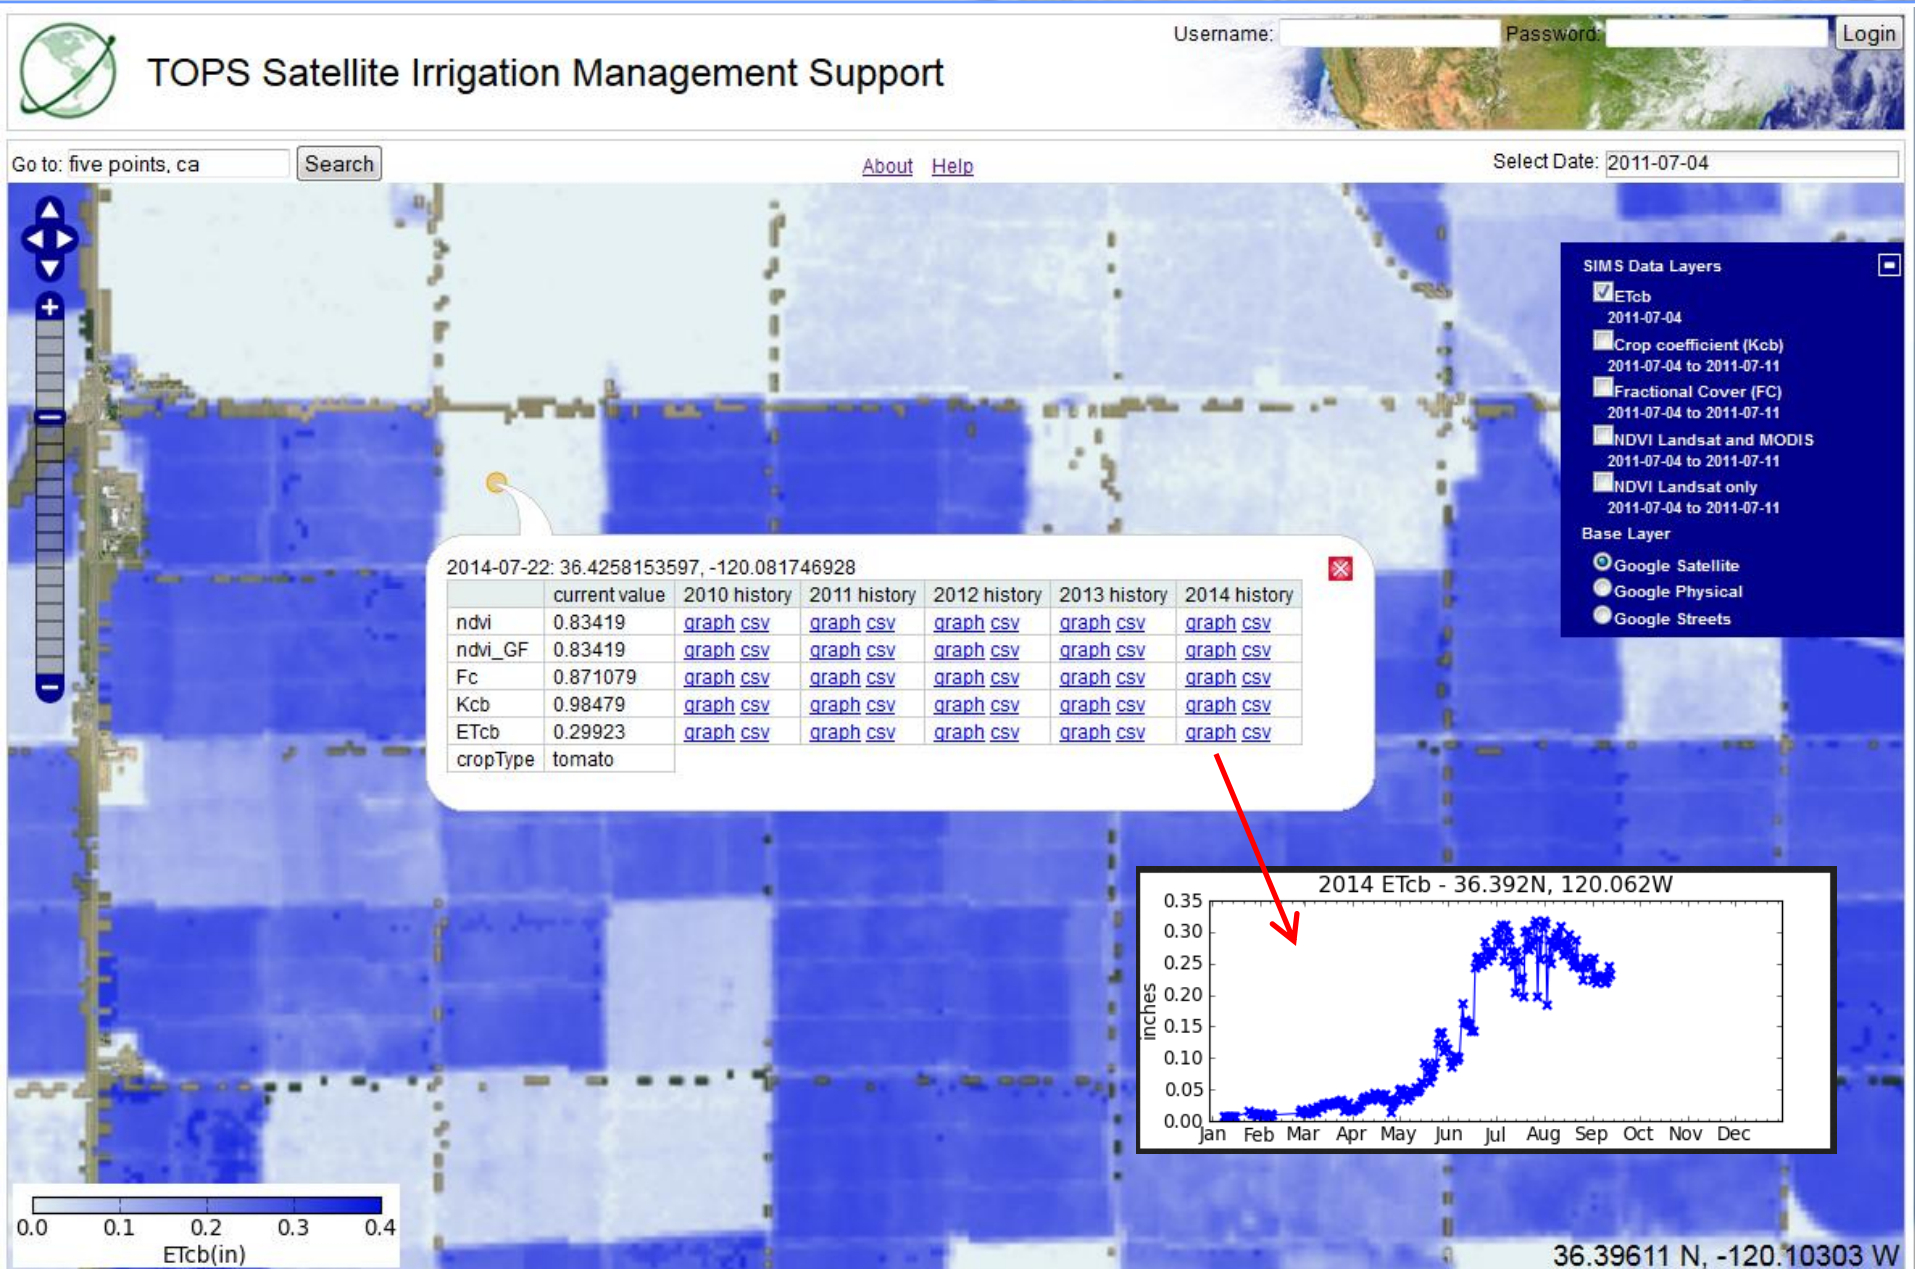 Username: Password: Login
TOPS Satellite Irrigation Management Support
Go to: five points, ca Search About Help Select Date: 2011-07-04
SIMS Data Layers
ETcb
2011-07-04
Crop coefficient (Kcb)
2011-07-04 to 2011-07-11
Fractional Cover (FC)
2011-07-04 to 2011-07-11
NDVI Landsat and MODIS
2011-07-04 to 2011-07-11
NDVI Landsat only
2011-07-04 to 2011-07-11
Base Layer
Google Satellite
Google Physical
Google Streets
2014-07-22: 36.4258153597, -120.081746928
current value 2010 history 2011 history 2012 history 2013 history 2014 history
ndvi 0.83419 graph csv graph csv graph csv graph csv graph csv
ndvi_GF 0.83419 graph csv graph csv graph csv graph csv graph csv
Fc 0.871079 graph csv graph csv graph csv graph csv graph csv
Kcb 0.98479 graph csv graph csv graph csv graph csv graph csv
ETcb 0.29923 graph csv graph csv graph csv graph csv graph csv
cropType tomato
2014 ETcb - 36.392N, 120.062W
0.35
0.30
0.25
0.20
0.15
0.10
0.05
0.00
inches
Jan Feb Mar Apr May Jun Jul Aug Sep Oct Nov Dec
0.0 0.1 0.2 0.3 0.4
ETcb(in)
36.39611 N, -120.10303 W